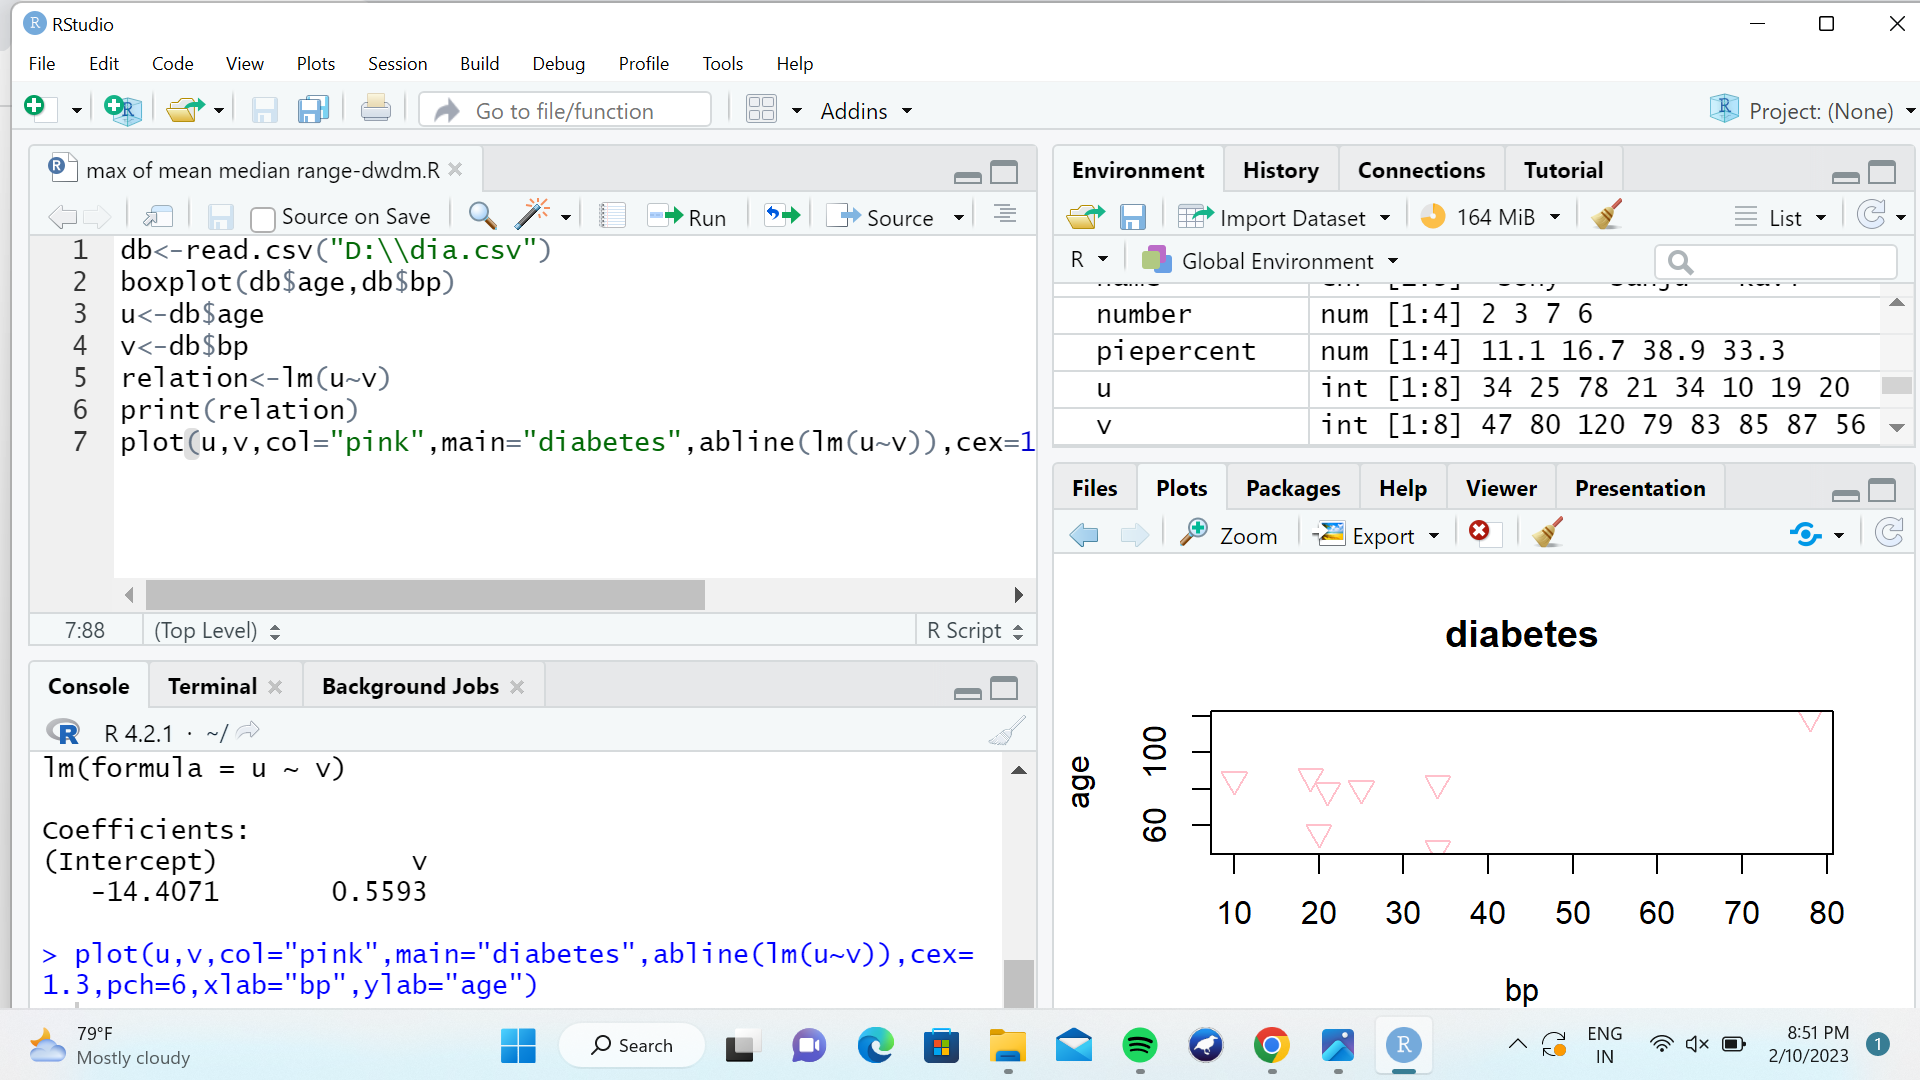 RStudio
File Edit Code View Plots Session Build Debug Profile Tools Help
Go to file/function Addins Project: (None)
max of mean median range-dwdm.R
Source on Save Run Source
1 db<-read.csv("D:\\dia.csv")
2 boxplot(db$age,db$bp)
3 u<-db$age
4 v<-db$bp
5 relation<-lm(u~v)
6 print(relation)
7 plot(u,v,col="pink",main="diabetes",abline(lm(u~v)),cex=1
7:88 (Top Level) R Script
Console Terminal Background Jobs
R 4.2.1 · ~/
lm(formula = u ~ v)
Coefficients:
(Intercept) v
-14.4071 0.5593
> plot(u,v,col="pink",main="diabetes",abline(lm(u~v)),cex=
1.3,pch=6,xlab="bp",ylab="age")
Environment History Connections Tutorial
Import Dataset 164 MiB List
R Global Environment
number num [1:4] 2 3 7 6
piepercent num [1:4] 11.1 16.7 38.9 33.3
u int [1:8] 34 25 78 21 34 10 19 20
v int [1:8] 47 80 120 79 83 85 87 56
Files Plots Packages Help Viewer Presentation
Zoom Export
diabetes
age
100
60
10 20 30 40 50 60 70 80
bp
79°F
Mostly cloudy
Search
ENG
IN
8:51 PM
2/10/2023
1